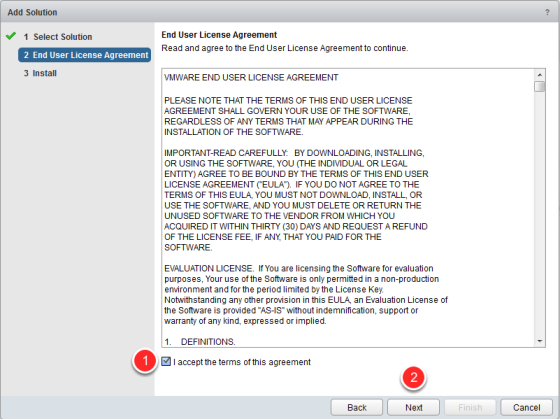 Add Solution
?
1 Select Solution
2 End User License Agreement
3 Install
End User License Agreement
Read and agree to the End User License Agreement to continue.
VMWARE END USER LICENSE AGREEMENT
PLEASE NOTE THAT THE TERMS OF THIS END USER LICENSE
AGREEMENT SHALL GOVERN YOUR USE OF THE SOFTWARE,
REGARDLESS OF ANY TERMS THAT MAY APPEAR DURING THE
INSTALLATION OF THE SOFTWARE.
IMPORTANT-READ CAREFULLY: BY DOWNLOADING, INSTALLING,
OR USING THE SOFTWARE, YOU (THE INDIVIDUAL OR LEGAL
ENTITY) AGREE TO BE BOUND BY THE TERMS OF THIS END USER
LICENSE AGREEMENT ("EULA"). IF YOU DO NOT AGREE TO THE
TERMS OF THIS EULA, YOU MUST NOT DOWNLOAD, INSTALL, OR
USE THE SOFTWARE, AND YOU MUST DELETE OR RETURN THE
UNUSED SOFTWARE TO THE VENDOR FROM WHICH YOU
ACQUIRED IT WITHIN THIRTY (30) DAYS AND REQUEST A REFUND
OF THE LICENSE FEE, IF ANY, THAT YOU PAID FOR THE
SOFTWARE.
EVALUATION LICENSE. If You are licensing the Software for evaluation
purposes, Your use of the Software is only permitted in a non-production
environment and for the period limited by the License Key.
Notwithstanding any other provision in this EULA, an Evaluation License of
the Software is provided "AS-IS" without indemnification, support or
warranty of any kind, expressed or implied.
1. DEFINITIONS.
1
I accept the terms of this agreement
2
Back
Next
Finish
Cancel